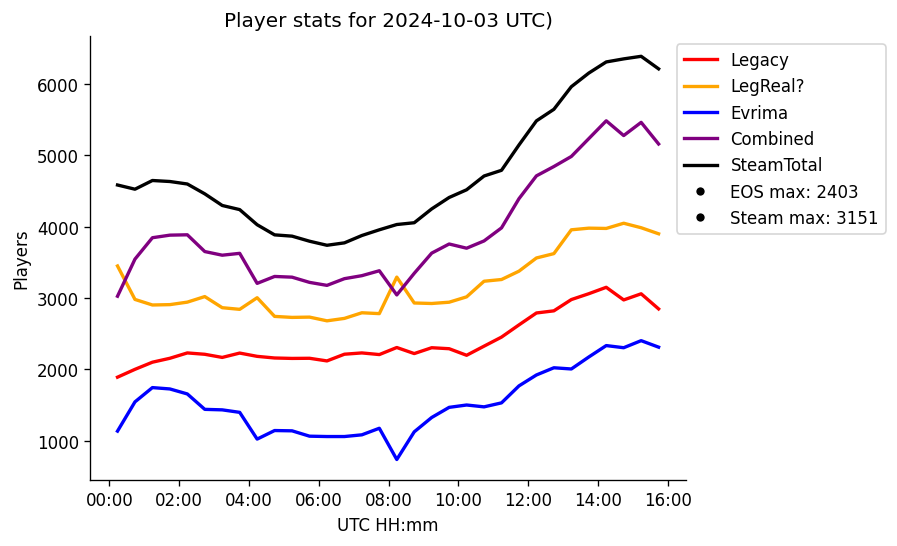 Player stats for 2024-10-03 UTC)
Legacy
LegReal?
Evrima
Combined
SteamTotal
EOS max: 2403
Steam max: 3151
Players
6000
5000
4000
3000
2000
1000
00:00 02:00 04:00 06:00 08:00 10:00 12:00 14:00 16:00
UTC HH:mm